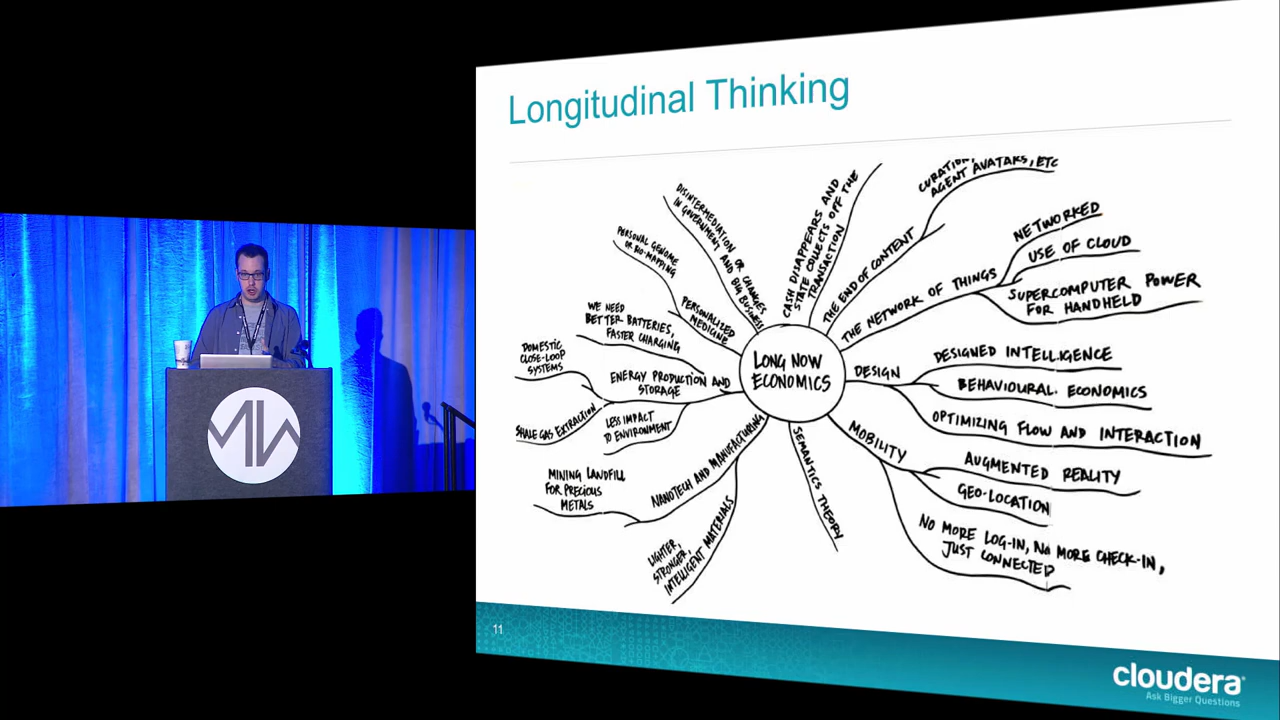 Longitudinal Thinking
DISINTERMEDIATION OR CHANGES
IN GOVERNMENT AND BIG BUSINESS
CASH DISAPPEARS AND
STATE COLLECTS OFF THE
TRANSACTION
CURATION,
AGENT AVATARS, ETC
THE END OF CONTENT
NETWORKED
USE OF CLOUD
SUPERCOMPUTER POWER
FOR HANDHELD
THE NETWORK OF THINGS
PERSONAL GENOME
OR BIO-MAPPING
PERSONALIZED
MEDICINE
WE NEED
BETTER BATTERIES,
FASTER CHARGING
DOMESTIC
CLOSE-LOOP
SYSTEMS
ENERGY PRODUCTION AND
STORAGE
SHALE GAS EXTRACTION
LESS IMPACT
TO ENVIRONMENT
LONG NOW
ECONOMICS
DESIGN
DESIGNED INTELLIGENCE
BEHAVIOURAL. ECONOMICS
OPTIMIZING FLOW AND INTERACTION
MOBILITY
AUGMENTED REALITY
GEO-LOCATION
NO MORE LOG-IN, NO MORE CHECK-IN,
JUST CONNECTED
SEMANTICS THEORY
NANOTECH AND MANUFACTURING
MINING LANDFILL
FOR PRECIOUS
METALS
LIGHTER,
STRONGER,
INTELLIGENT MATERIALS
MW
11
cloudera
Ask Bigger Questions